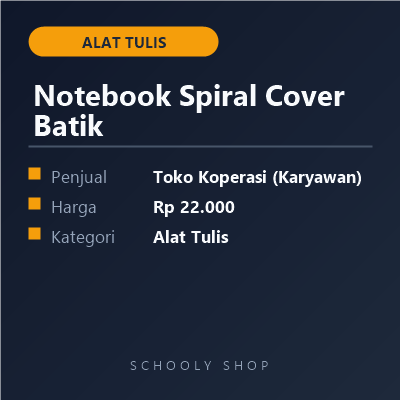 ALAT TULIS
Notebook Spiral Cover
Batik
Penjual Toko Koperasi (Karyawan)
Harga Rp 22.000
Kategori Alat Tulis
SCHOOLY SHOP